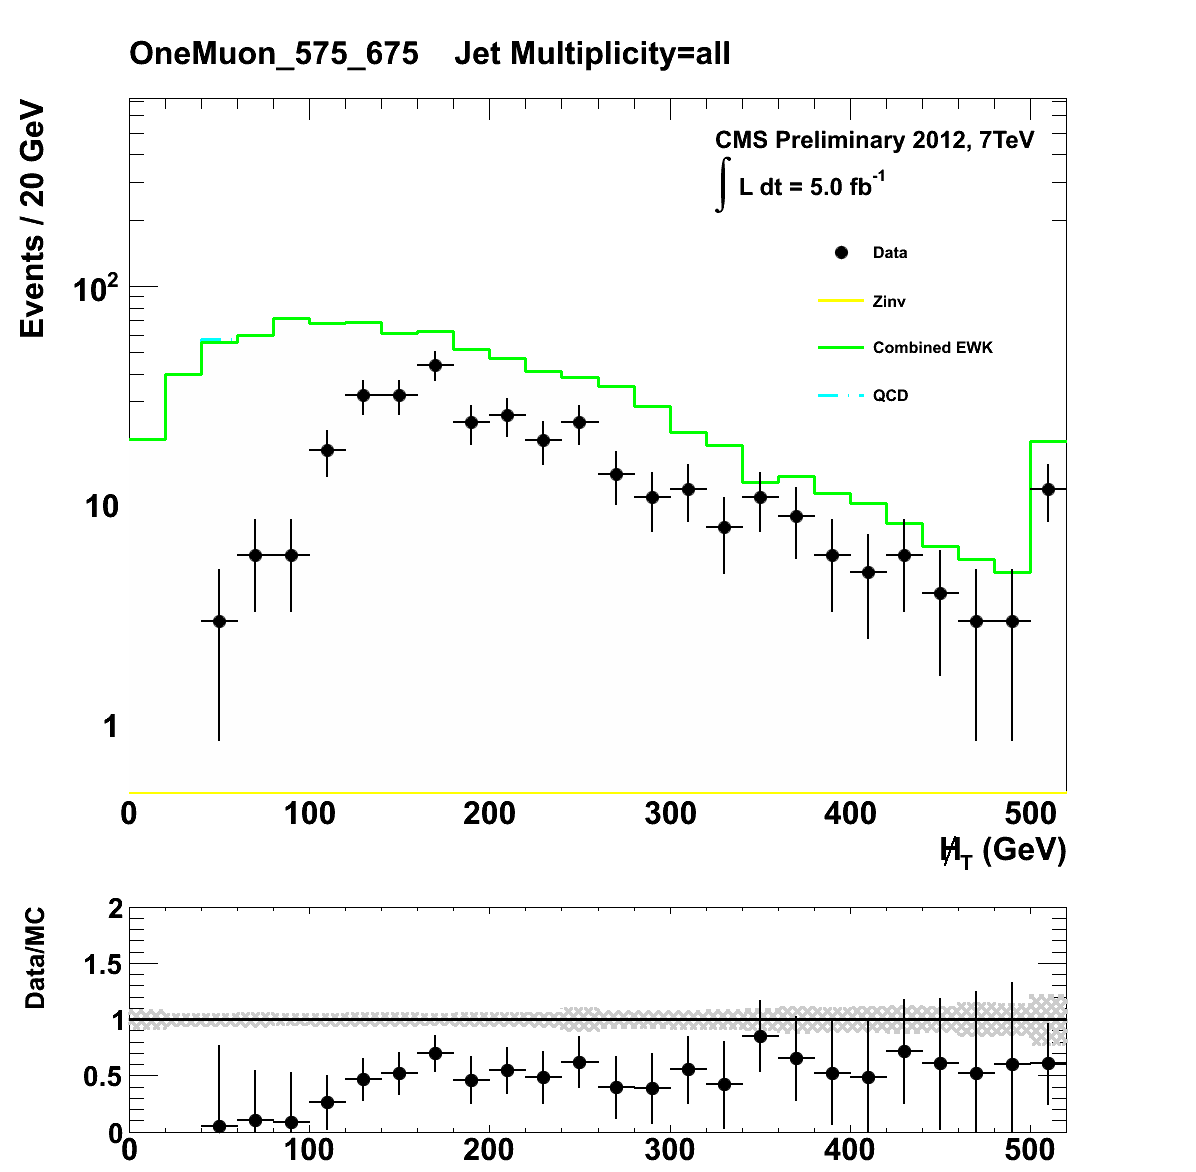 OneMuon_575_675 Jet Multiplicity=all
Events / 20 GeV
CMS Preliminary 2012, 7TeV
∫ L dt = 5.0 fb⁻¹
Data
Zinv
Combined EWK
QCD
10²
10
1
0 100 200 300 400 500
H̸_T (GeV)
Data/MC
2
1.5
1
0.5
0
0 100 200 300 400 500